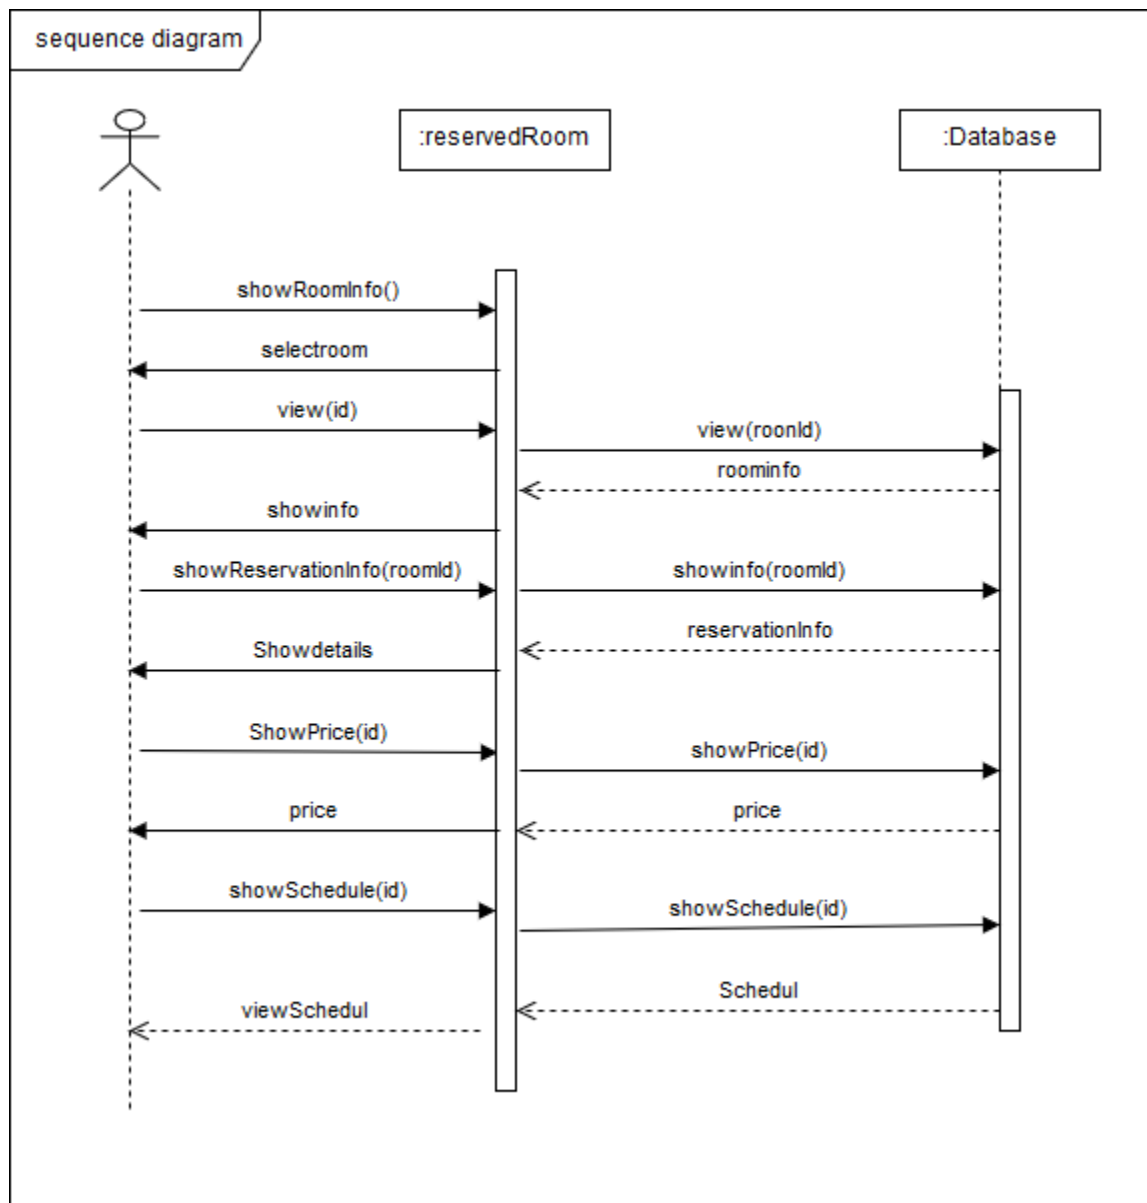 sequence diagram
:reservedRoom
:Database
showRoomInfo()
selectroom
view(id)
view(roonId)
roominfo
showinfo
showReservationInfo(roomId)
showinfo(roomId)
reservationInfo
Showdetails
ShowPrice(id)
showPrice(id)
price
price
showSchedule(id)
showSchedule(id)
Schedul
viewSchedul